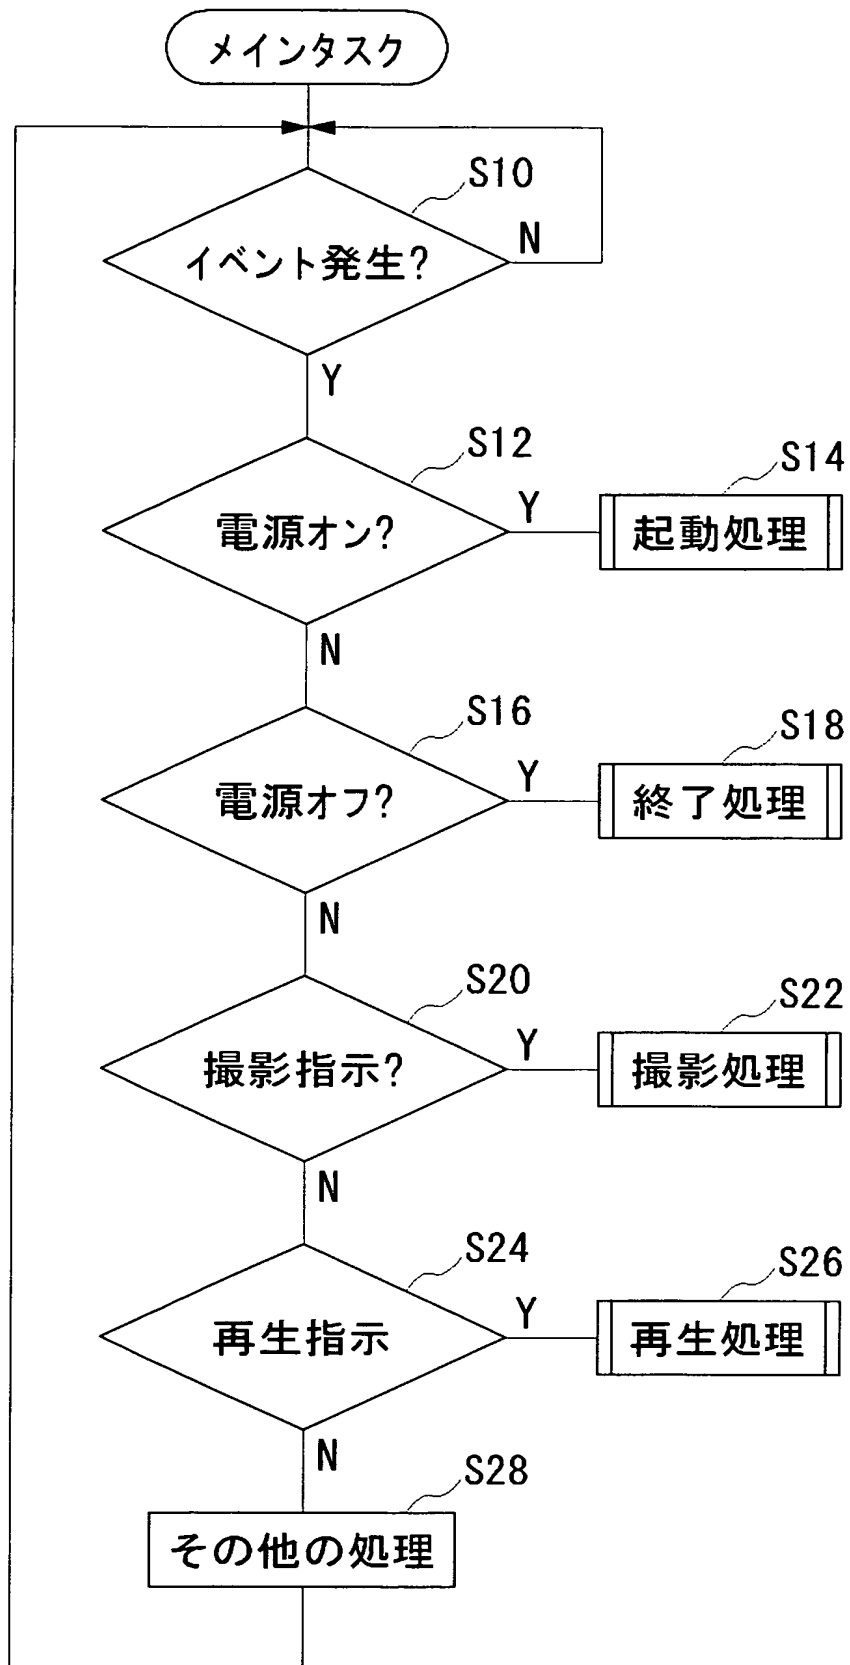 メインタスク
S10
イベント発生?
N
Y
S12
電源オン?
Y
S14
起動処理
N
S16
電源オフ?
Y
S18
終了処理
N
S20
撮影指示?
Y
S22
撮影処理
N
S24
再生指示
Y
S26
再生処理
N
S28
その他の処理